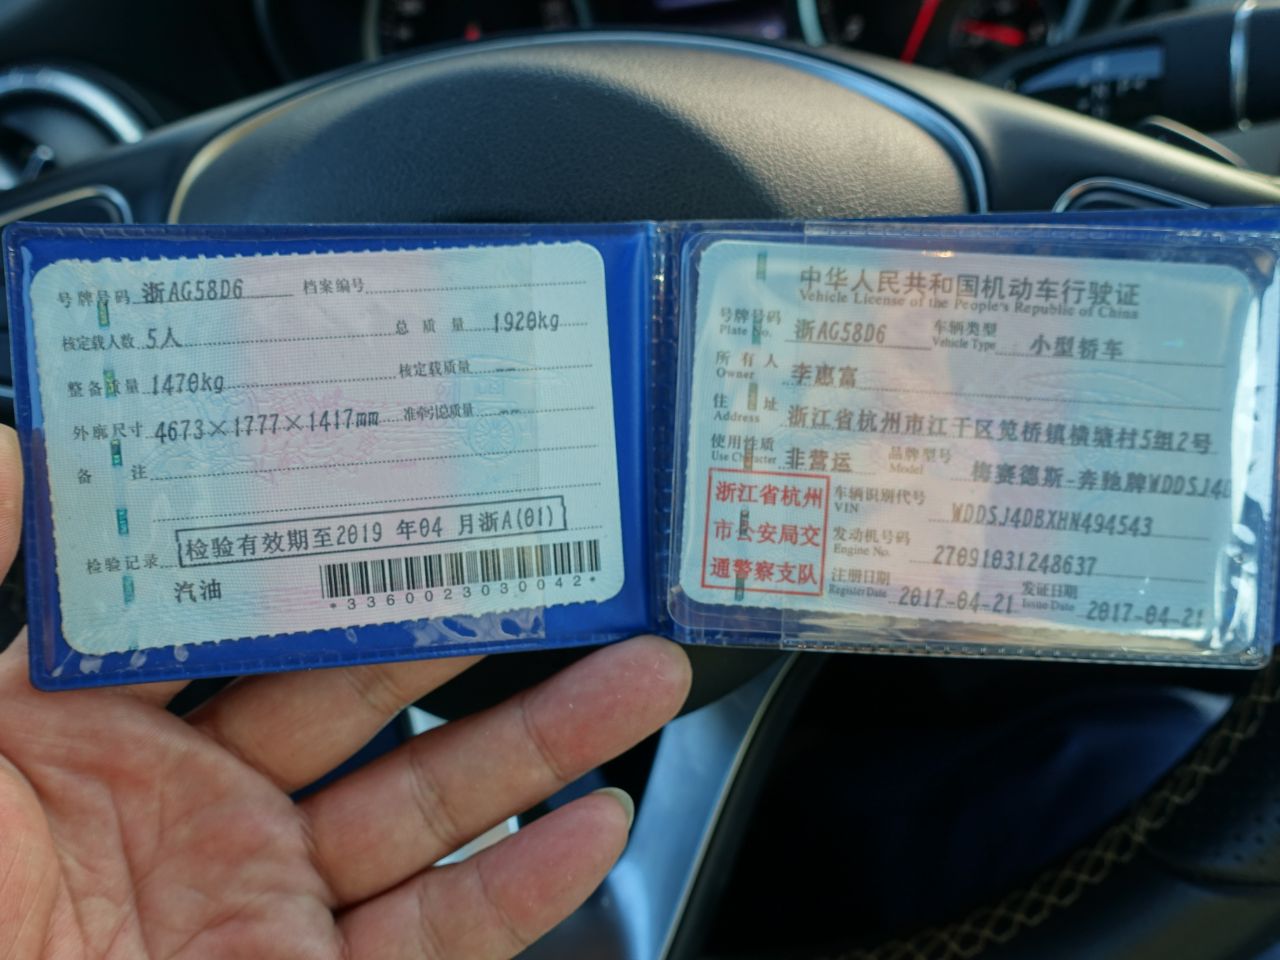 号牌号码 浙AG58D6 档案编号
核定载人数 5人 总质量 1920kg
整备质量 1470kg 核定载质量 --
外廓尺寸 4673×1777×1417mm 准牵引总质量 --
备注
检验记录 检验有效期至2019年04月浙A(01)
汽油
*3360023030042*
中华人民共和国机动车行驶证
Vehicle License of the People's Republic of China
号牌号码 浙AG58D6 车辆类型 小型轿车
Plate No. Vehicle Type
所有人 李惠富
Owner
住址 浙江省杭州市江干区笕桥镇横塘村5组2号
Address
使用性质 非营运 品牌型号 梅赛德斯-奔驰牌WDDSJ4
Use Character Model
浙江省杭州
市公安局交
通警察支队
车辆识别代号 WDDSJ4DBXHN494543
VIN
发动机号码 27091031248637
Engine No.
注册日期 2017-04-21 发证日期 2017-04-21
Register Date Issue Date